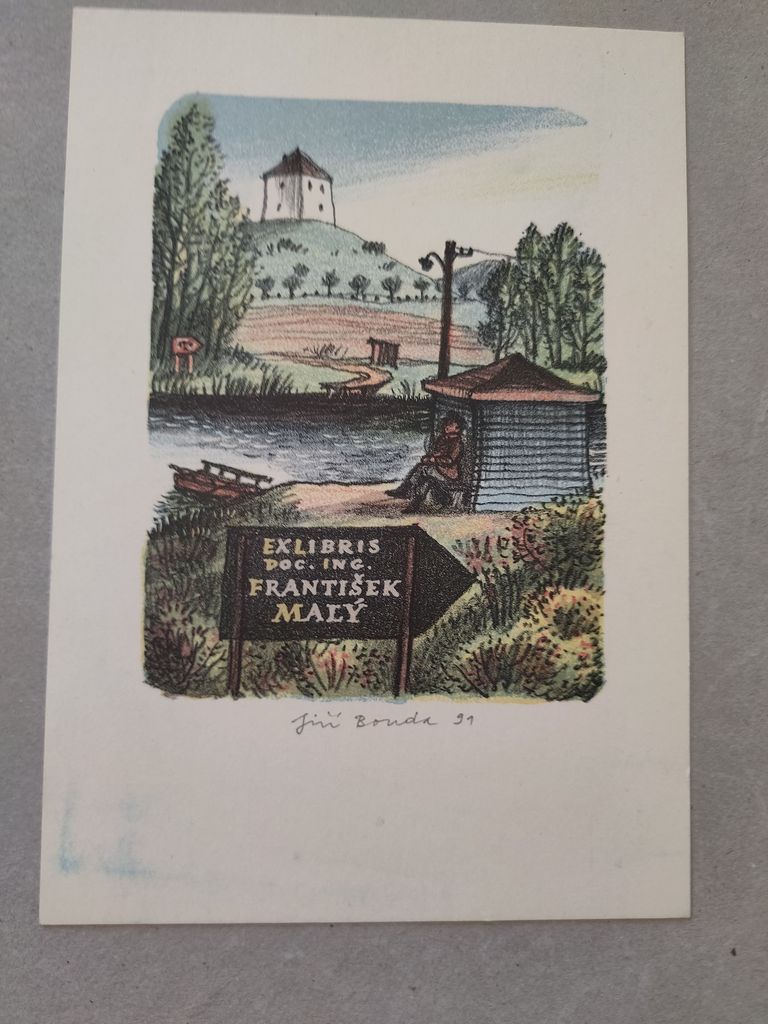 EXLIBRIS
DOC. ING.
FRANTIŠEK
MALÝ
Jiří Bouda 91